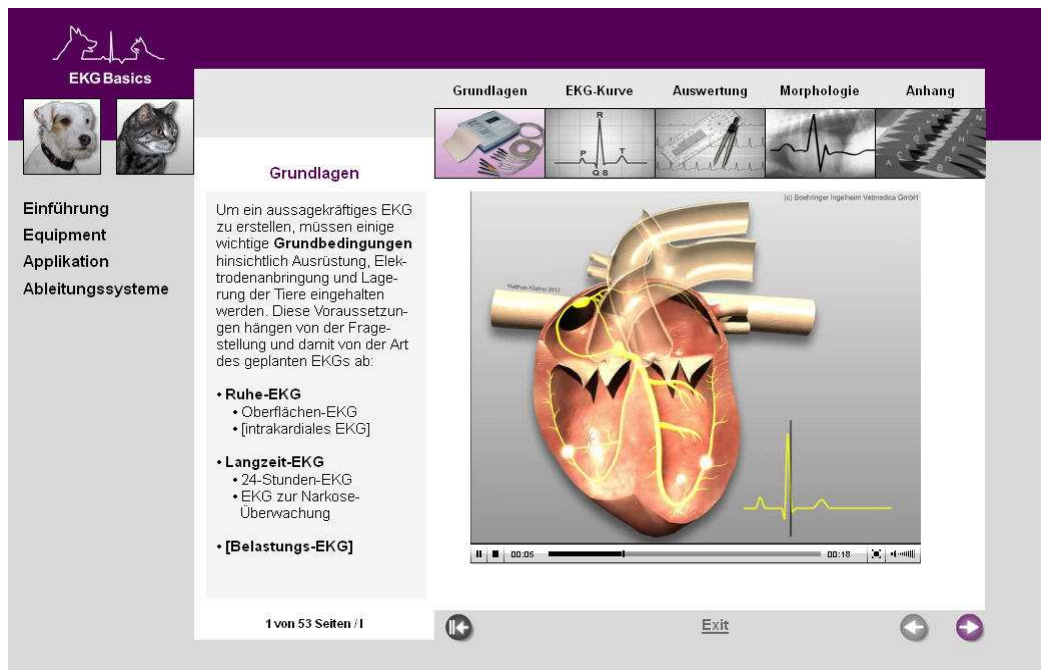 EKG Basics
Grundlagen
EKG-Kurve
Auswertung
Morphologie
Anhang
R
P
T
Q S
Einführung
Equipment
Applikation
Ableitungssysteme
Grundlagen
Um ein aussagekräftiges EKG
zu erstellen, müssen einige
wichtige Grundbedingungen
hinsichtlich Ausrüstung, Elek-
trodenanbringung und Lage-
rung der Tiere eingehalten
werden. Diese Voraussetzun-
gen hängen von der Frage-
stellung und damit von der Art
des geplanten EKGs ab:
• Ruhe-EKG
• Oberflächen-EKG
• [intrakardiales EKG]
• Langzeit-EKG
• 24-Stunden-EKG
• EKG zur Narkose-
Überwachung
• [Belastungs-EKG]
1 von 53 Seiten / I
(c) Boehringer Ingelheim Vetmedica GmbH
00:05
00:18
Exit